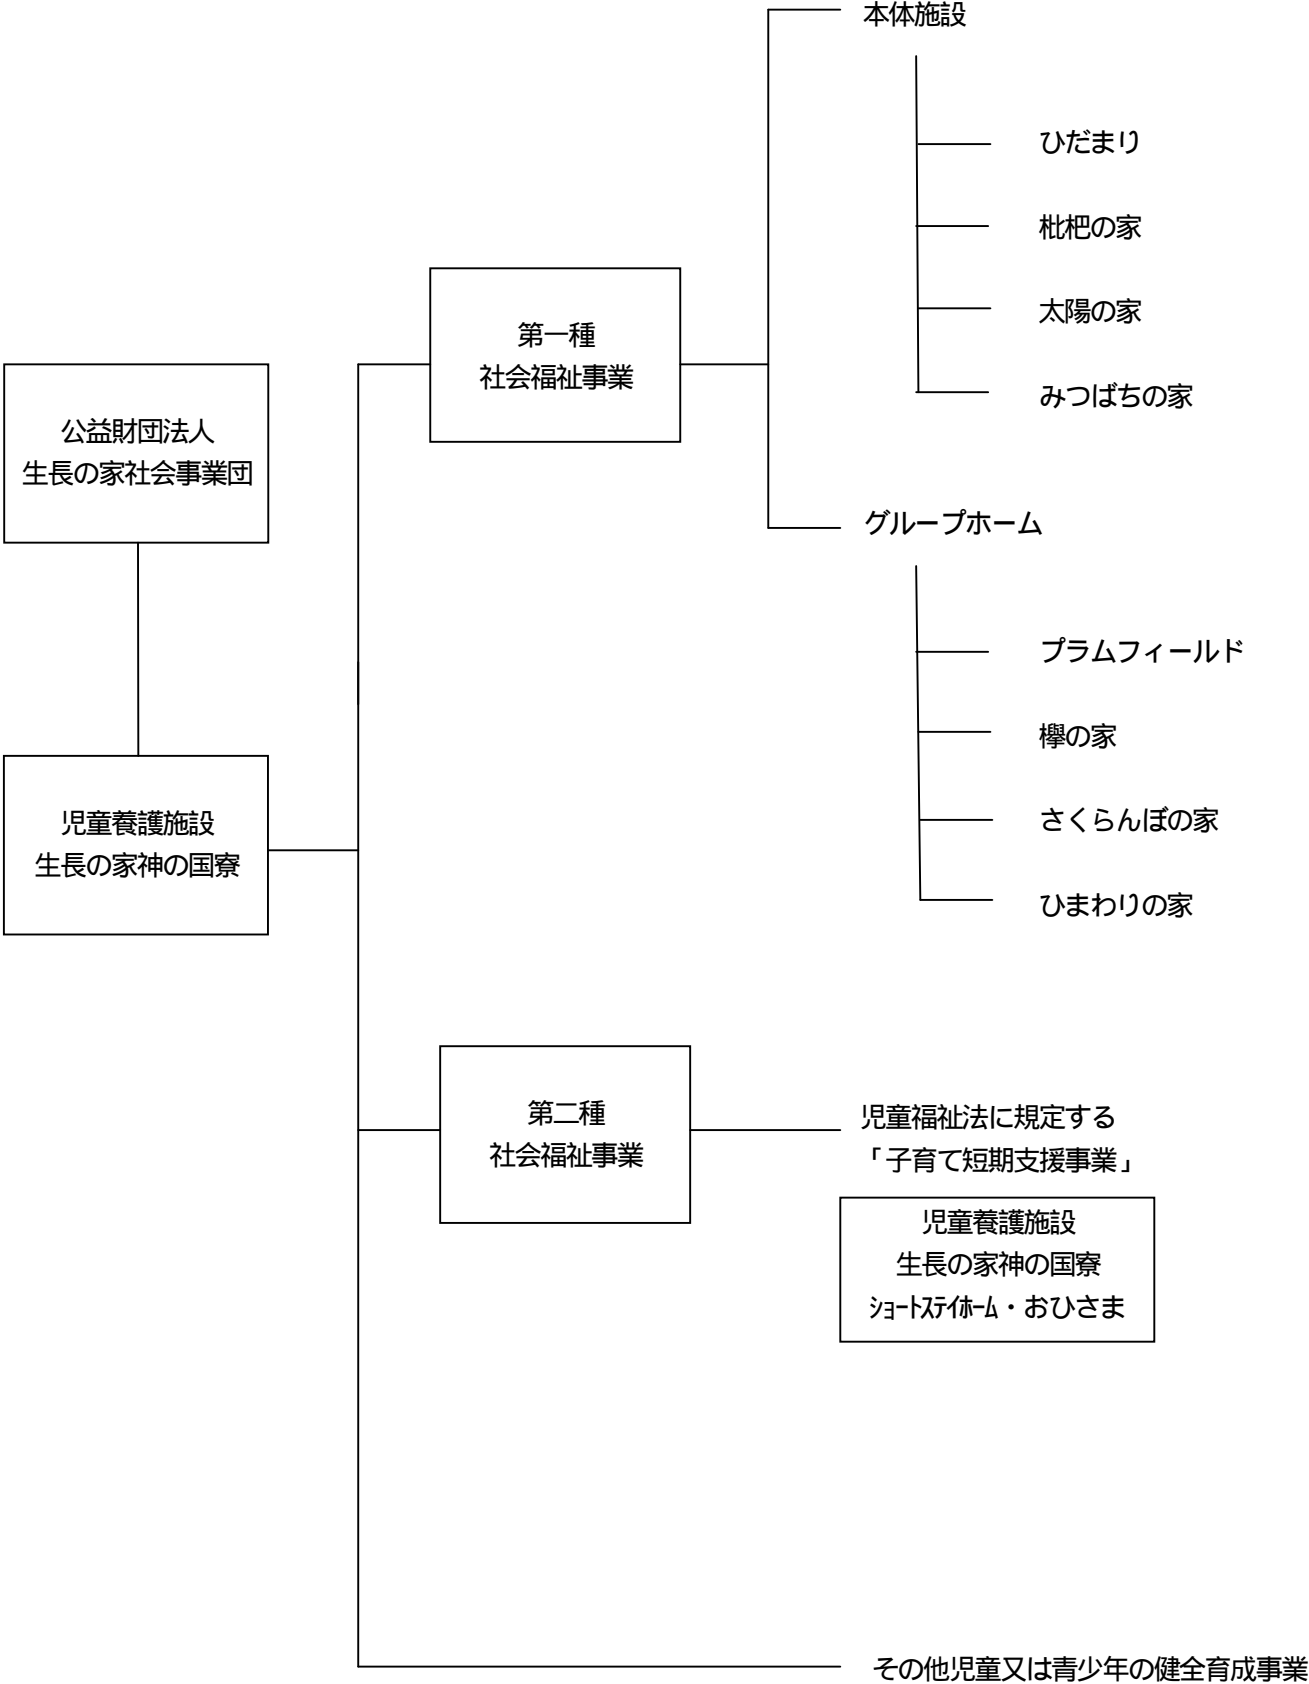 公益財団法人
生長の家社会事業団
児童養護施設
生長の家神の国寮
第一種
社会福祉事業
本体施設
ひだまり
枇杷の家
太陽の家
みつばちの家
グループホーム
プラムフィールド
欅の家
さくらんぼの家
ひまわりの家
第二種
社会福祉事業
児童福祉法に規定する
「子育て短期支援事業」
児童養護施設
生長の家神の国寮
ｼｮｰﾄｽﾃｲﾎｰﾑ・おひさま
その他児童又は青少年の健全育成事業